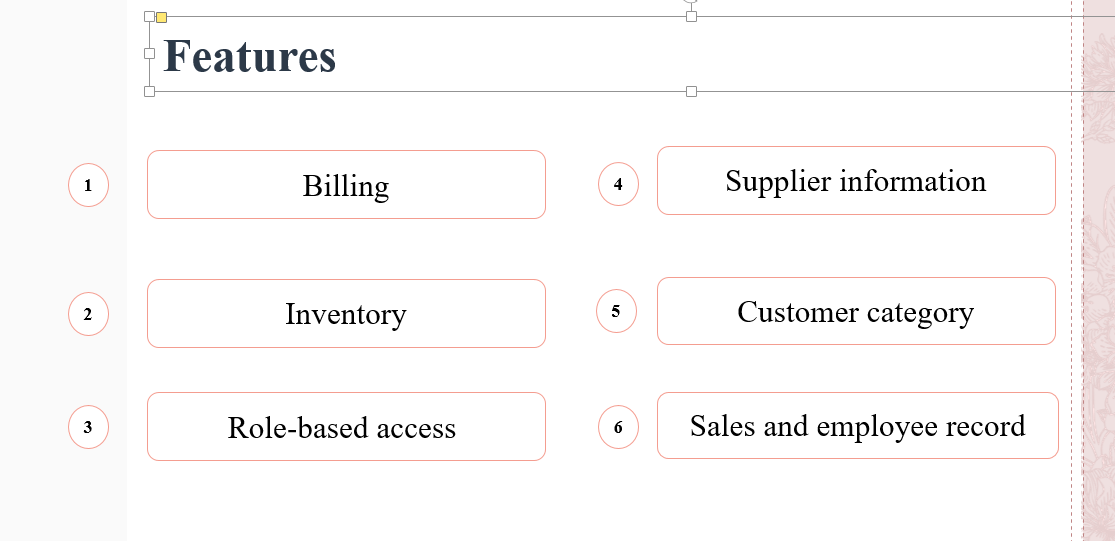 Features
1
Billing
2
Inventory
3
Role-based access
4
Supplier information
5
Customer category
6
Sales and employee record